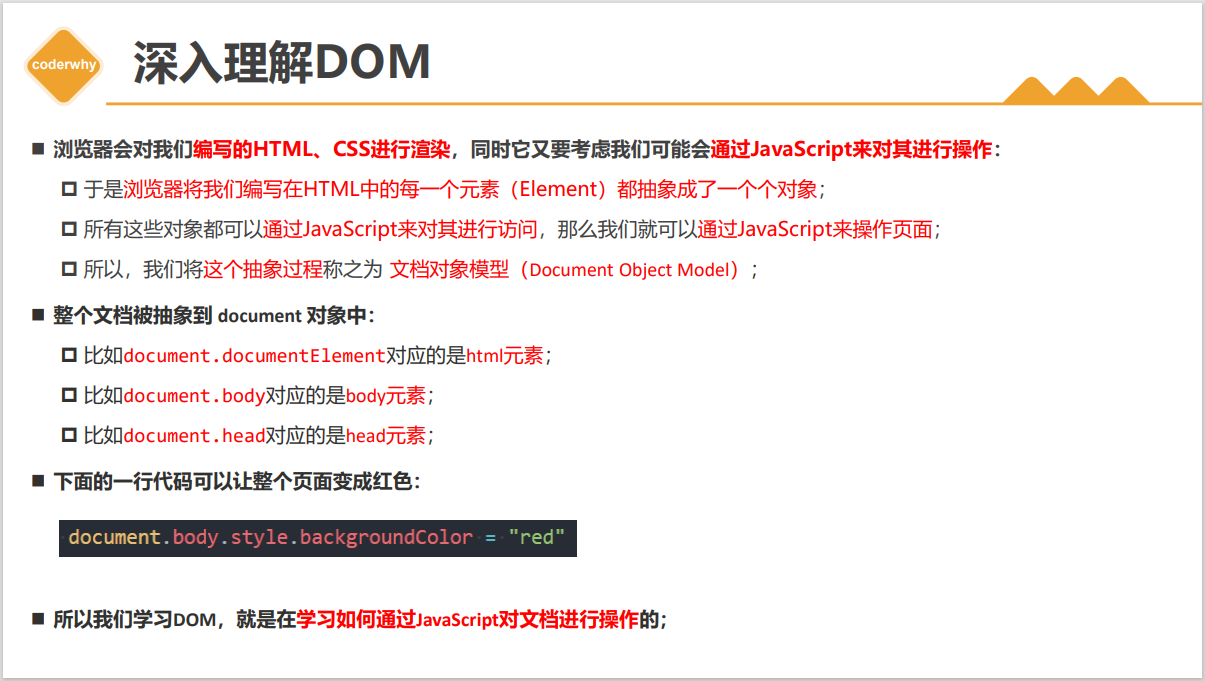 coderwhy
深入理解DOM
浏览器会对我们编写的HTML、CSS进行渲染，同时它又要考虑我们可能会通过JavaScript来对其进行操作：
于是浏览器将我们编写在HTML中的每一个元素（Element）都抽象成了一个个对象；
所有这些对象都可以通过JavaScript来对其进行访问，那么我们就可以通过JavaScript来操作页面；
所以，我们将这个抽象过程称之为 文档对象模型（Document Object Model）；
整个文档被抽象到 document 对象中：
比如document.documentElement对应的是html元素；
比如document.body对应的是body元素；
比如document.head对应的是head元素；
下面的一行代码可以让整个页面变成红色：
document.body.style.backgroundColor = "red"
所以我们学习DOM，就是在学习如何通过JavaScript对文档进行操作的；